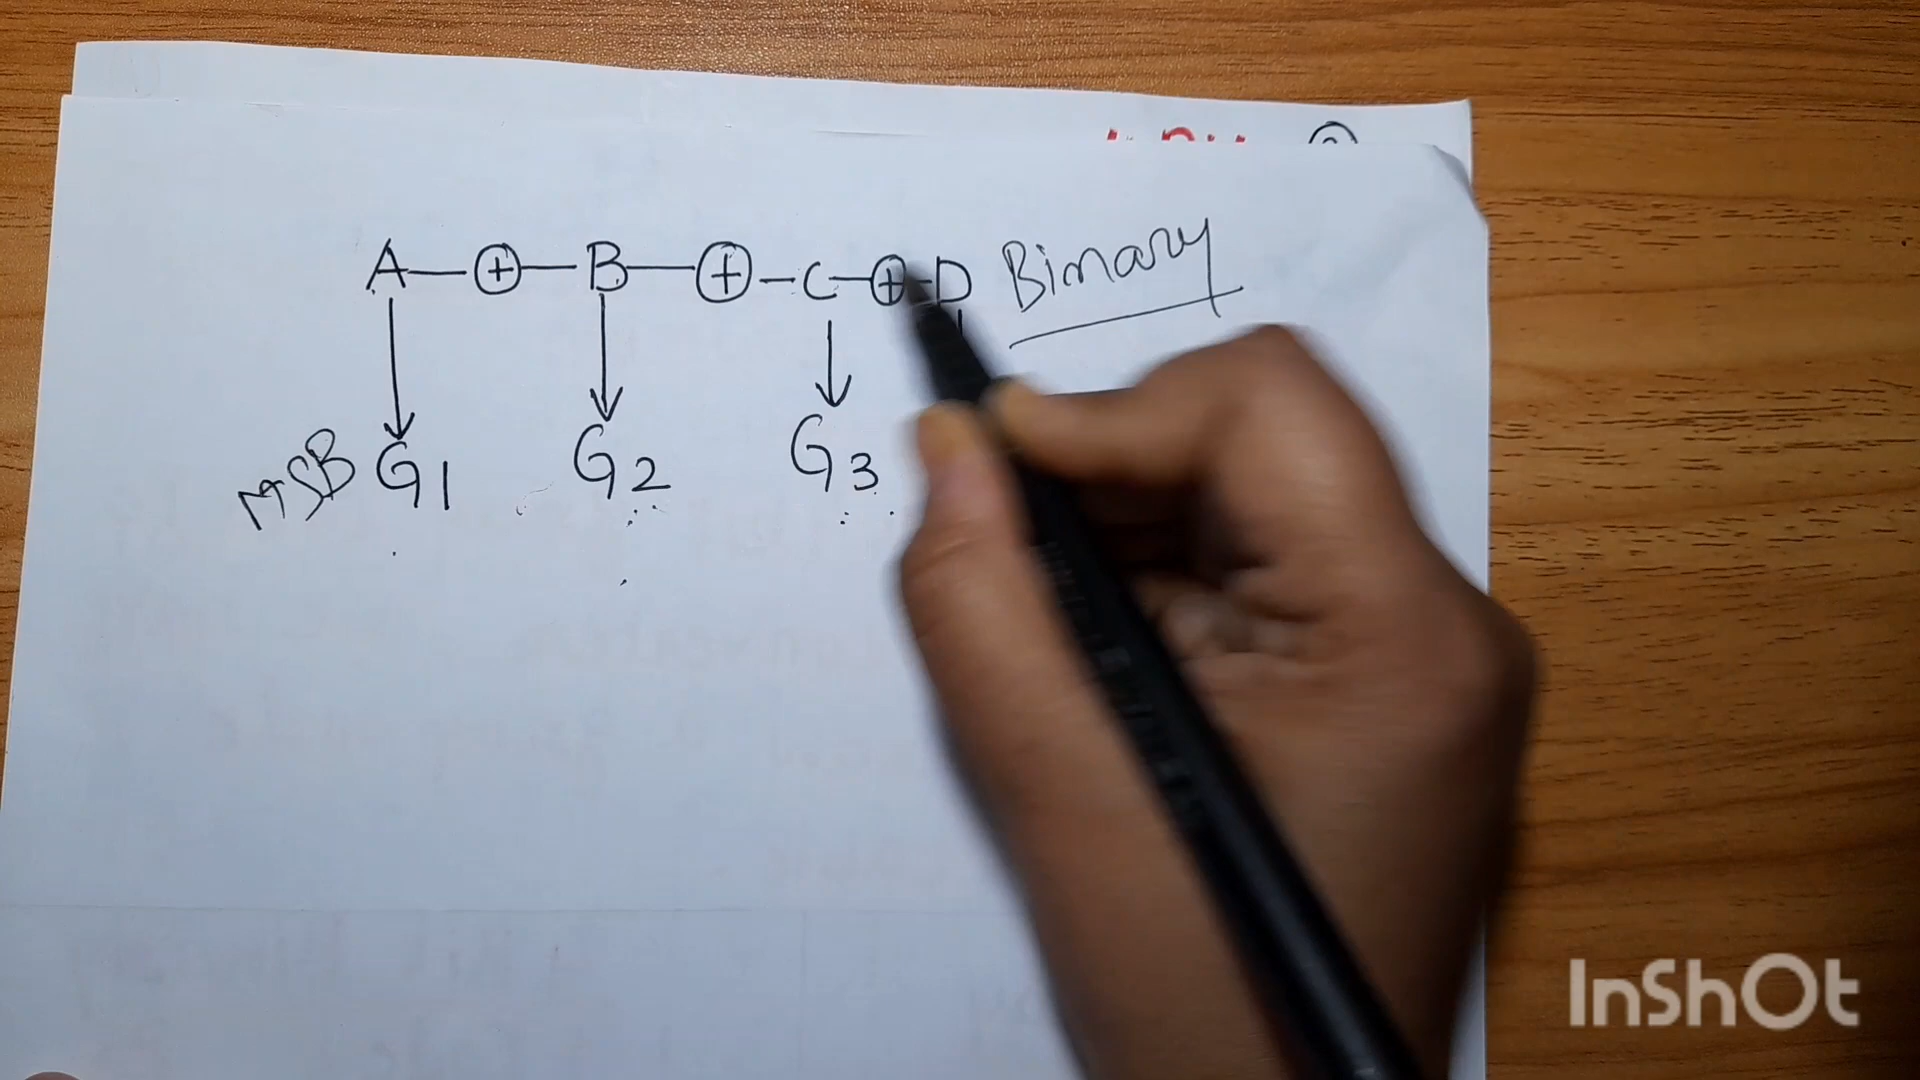 A—⊕—B—⊕—C—⊕—D Binary
MSB G1 G2 G3
InShOt